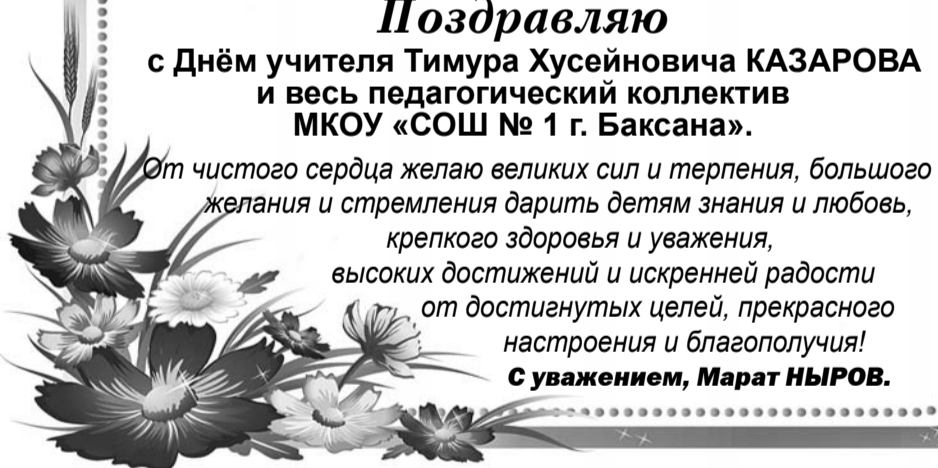 Поздравляю
с Днём учителя Тимура Хусейновича КАЗАРОВА
и весь педагогический коллектив
МКОУ «СОШ № 1 г. Баксана».
От чистого сердца желаю великих сил и терпения, большого
желания и стремления дарить детям знания и любовь,
крепкого здоровья и уважения,
высоких достижений и искренней радости
от достигнутых целей, прекрасного
настроения и благополучия!
С уважением, Марат НЫРОВ.